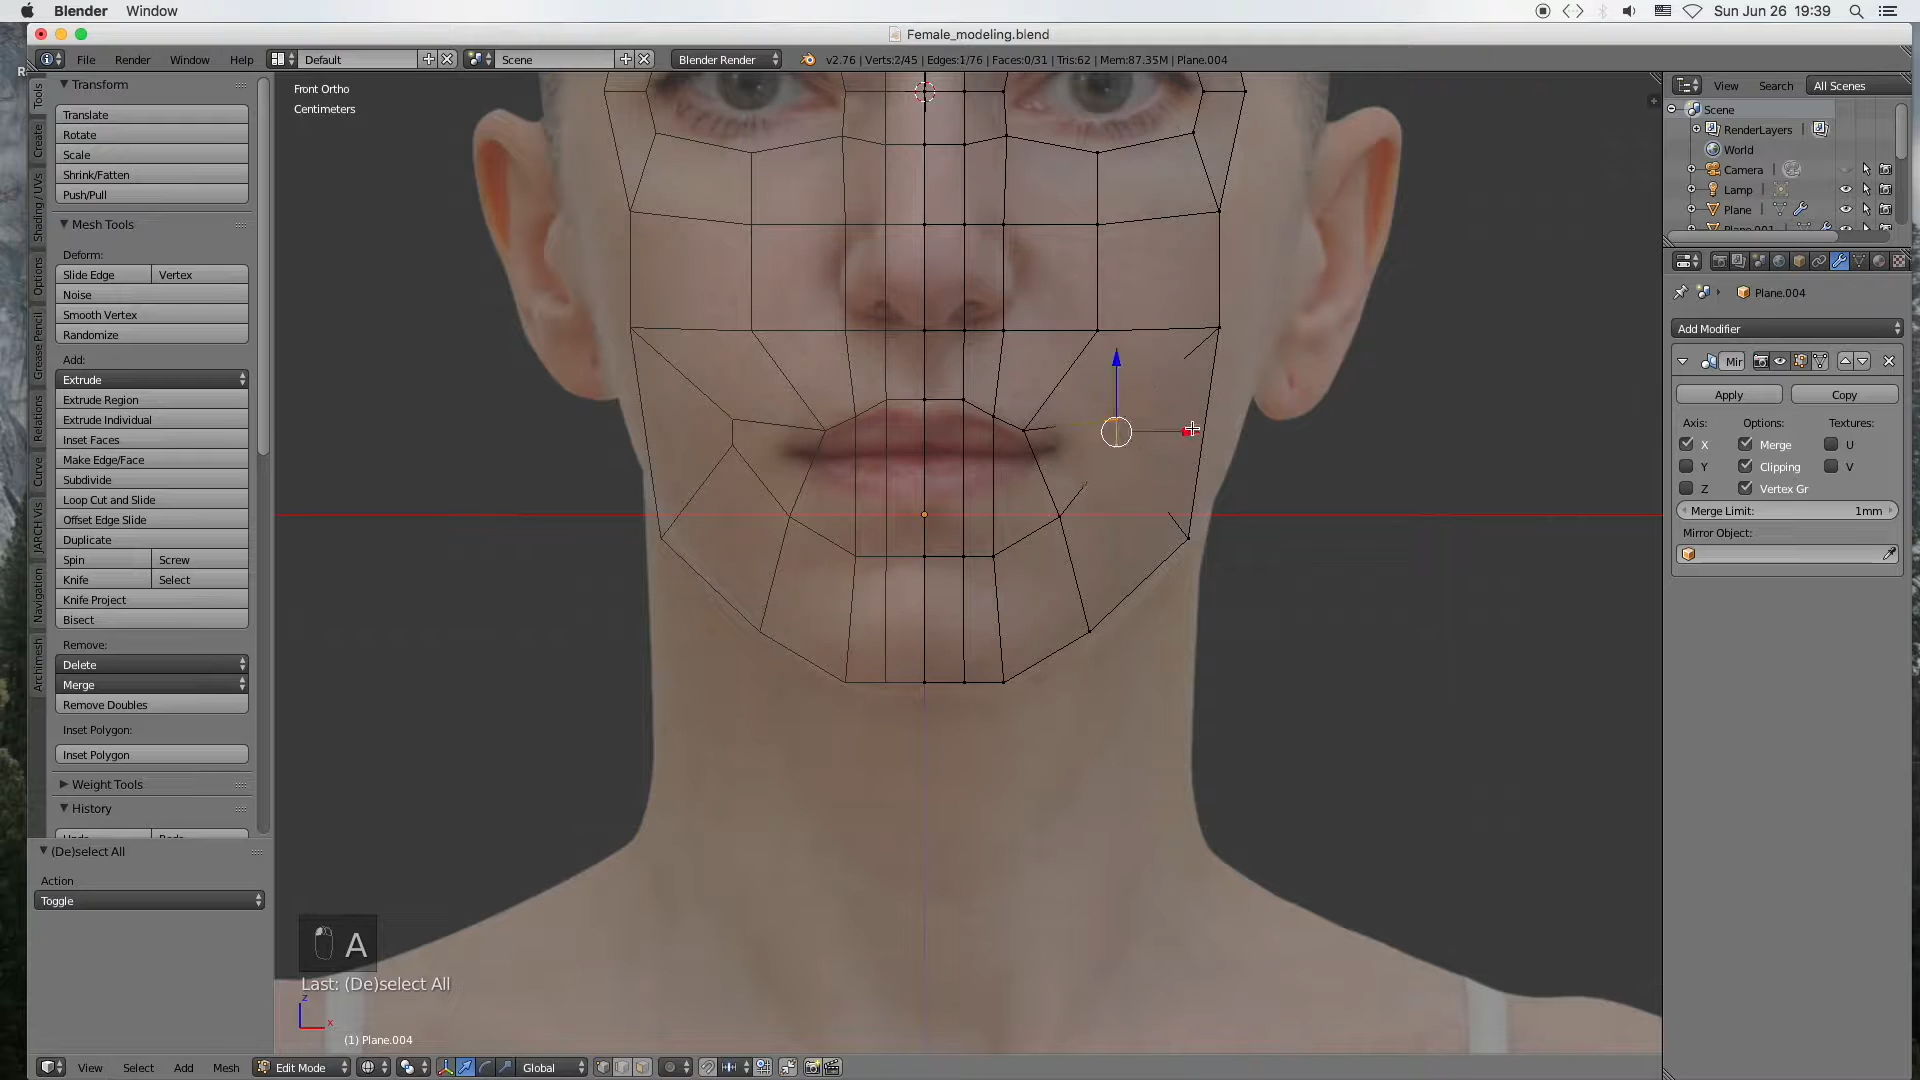 Blender Window Sun Jun 26 19:39
Female_modeling.blend
File Render Window Help Default Scene Blender Render v2.76 | Verts:2/45 | Edges:1/76 | Faces:0/31 | Tris:62 | Mem:87.35M | Plane.004
Transform
Translate
Rotate
Scale
Shrink/Fatten
Push/Pull
Mesh Tools
Deform:
Slide Edge Vertex
Noise
Smooth Vertex
Randomize
Add:
Extrude
Extrude Region
Extrude Individual
Inset Faces
Make Edge/Face
Subdivide
Loop Cut and Slide
Offset Edge Slide
Duplicate
Spin Screw
Knife Select
Knife Project
Bisect
Remove:
Delete
Merge
Remove Doubles
Inset Polygon:
Inset Polygon
Weight Tools
History
(De)select All
Action
Toggle
Tools
Create
Shading / UVs
Options
Grease Pencil
Relations
Curve
JARCH Vis
Navigation
Archimesh
Front Ortho
Centimeters
A
Last: (De)select All
z
x
(1) Plane.004
View Select Add Mesh Edit Mode Global
View Search All Scenes
Scene
RenderLayers
World
Camera
Lamp
Plane
Plane.004
Add Modifier
Mir
Apply Copy
Axis: Options: Textures:
X Merge U
Y Clipping V
Z Vertex Gr
Merge Limit: 1mm
Mirror Object: